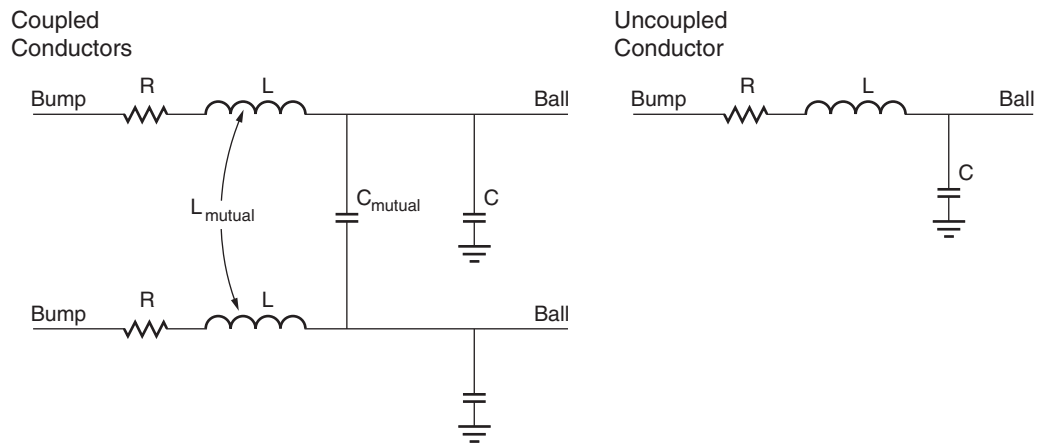 Coupled
Conductors
Uncoupled
Conductor
Bump R L Ball
L mutual
C mutual
C
Bump R L Ball
Bump R L Ball
C